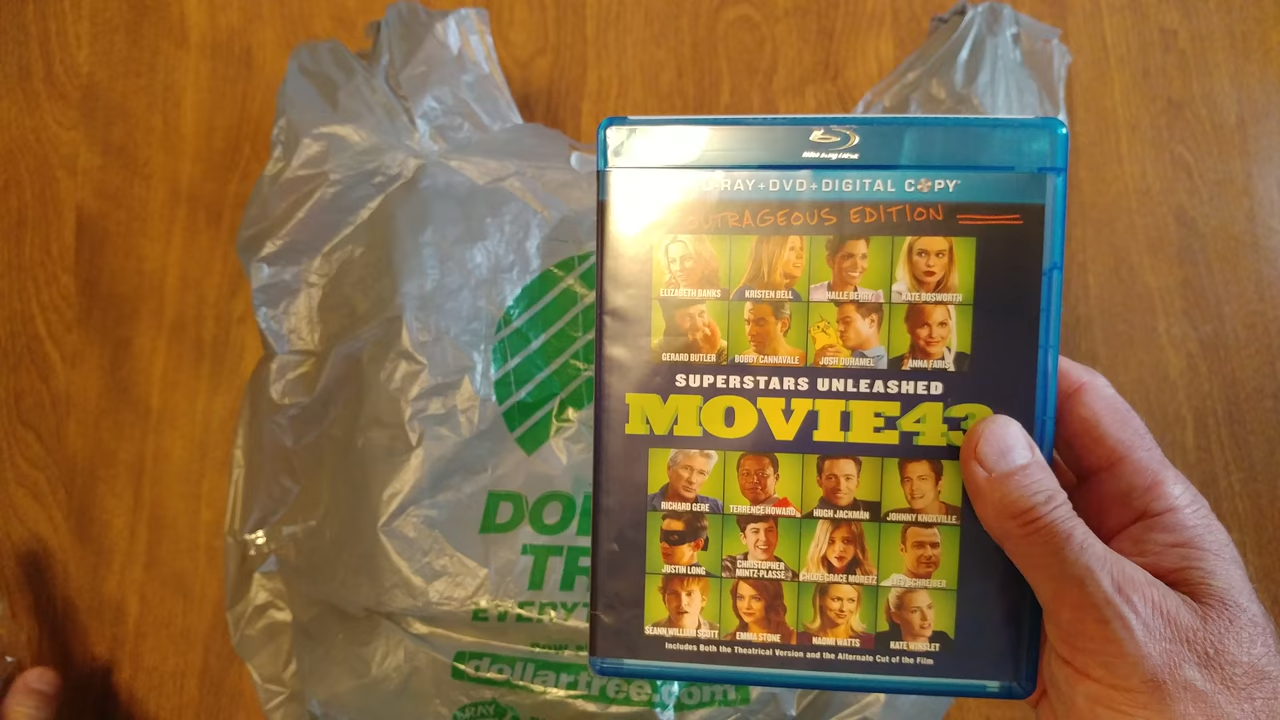 RAY+DVD+DIGITAL COPY
OUTRAGEOUS EDITION
ELIZABETH BANKS KRISTEN BELL HALLE BERRY KATE BOSWORTH
GERARD BUTLER BOBBY CANNAVALE JOSH DUHAMEL ANNA FARIS
SUPERSTARS UNLEASHED
MOVIE43
RICHARD GERE TERRENCE HOWARD HUGH JACKMAN JOHNNY KNOXVILLE
JUSTIN LONG CHRISTOPHER MINTZ-PLASSE CHLOË GRACE MORETZ LIEV SCHREIBER
SEANN WILLIAM SCOTT EMMA STONE NAOMI WATTS KATE WINSLET
Includes Both the Theatrical Version and the Alternate Cut of the Film
DOL
TR
EVERYT
dollartree.com